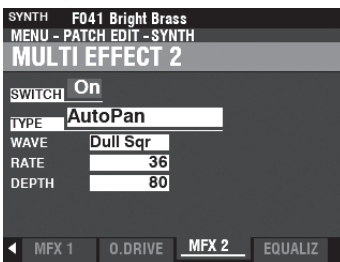 SYNTH F041 Bright Brass
MENU - PATCH EDIT - SYNTH
MULTI EFFECT 2
SWITCH On
TYPE AutoPan
WAVE Dull Sqr
RATE 36
DEPTH 80
◀ MFX 1 O.DRIVE MFX 2 EQUALIZ